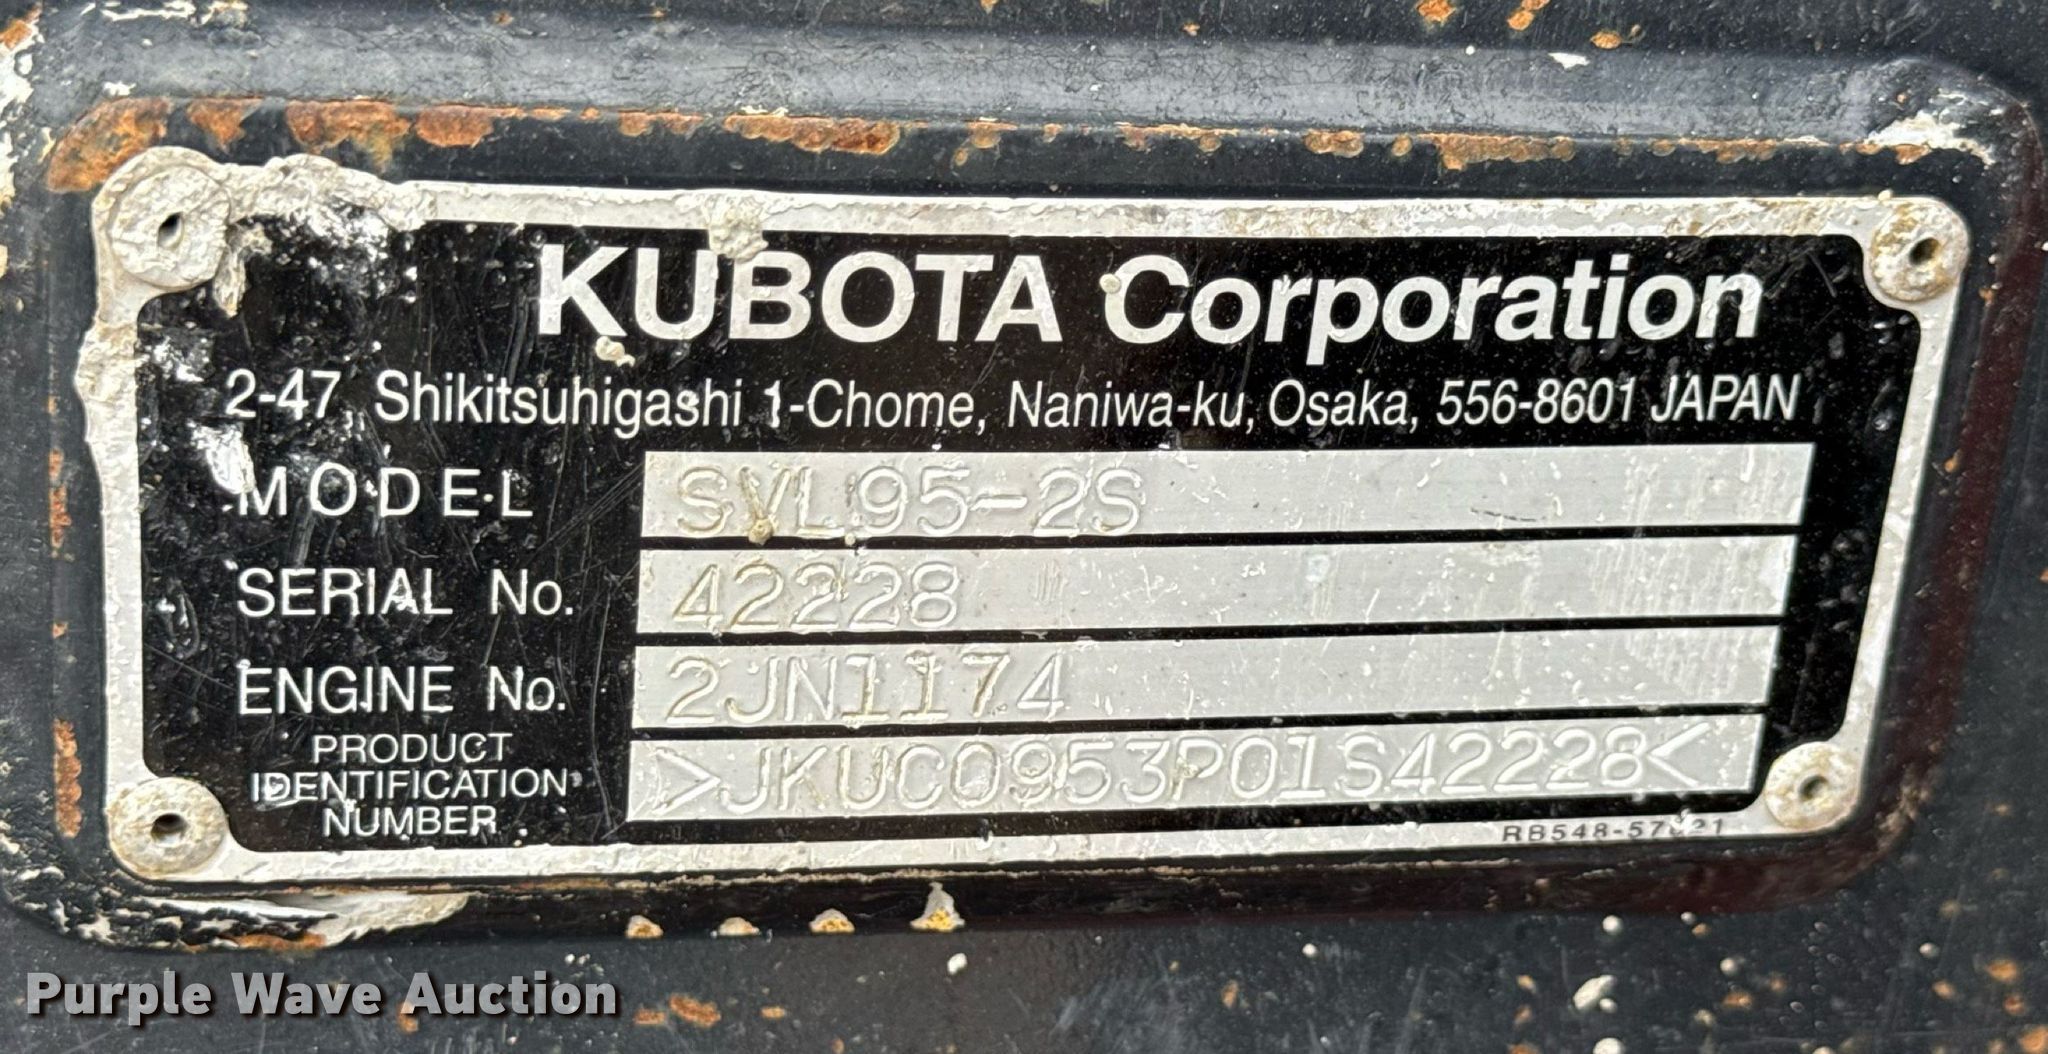 KUBOTA Corporation
2-47, Shikitsuhigashi 1-Chome, Naniwa-ku, Osaka, 556-8601 JAPAN
MODEL SVL95-2S
SERIAL No. 42228
ENGINE No. 2JN1174
PRODUCT
IDENTIFICATION
NUMBER
>JKUC0953P01S42228<
Purple Wave Auction